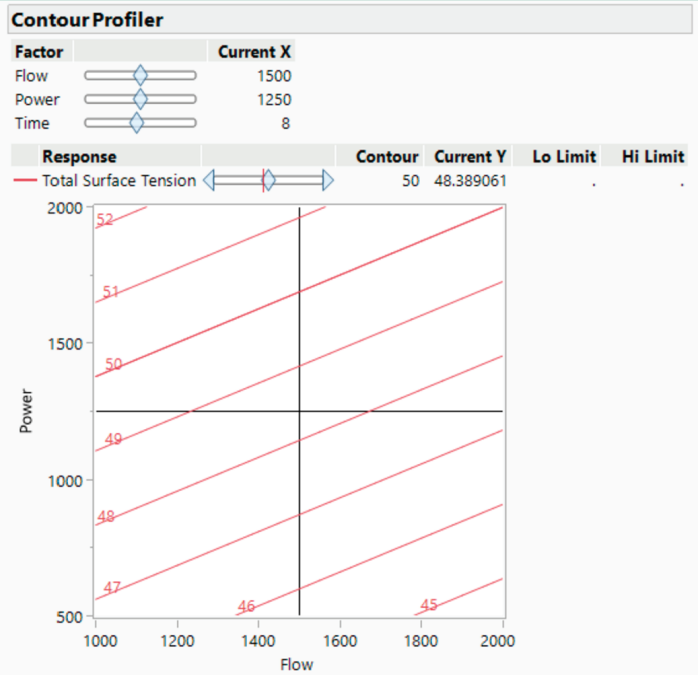 Contour Profiler
Factor Current X
Flow 1500
Power 1250
Time 8
Response Contour Current Y Lo Limit Hi Limit
Total Surface Tension 50 48.389061 . .
2000
52
51
1500
50
49
1000
48
47
46 45
500
1000 1200 1400 1600 1800 2000
Power
Flow